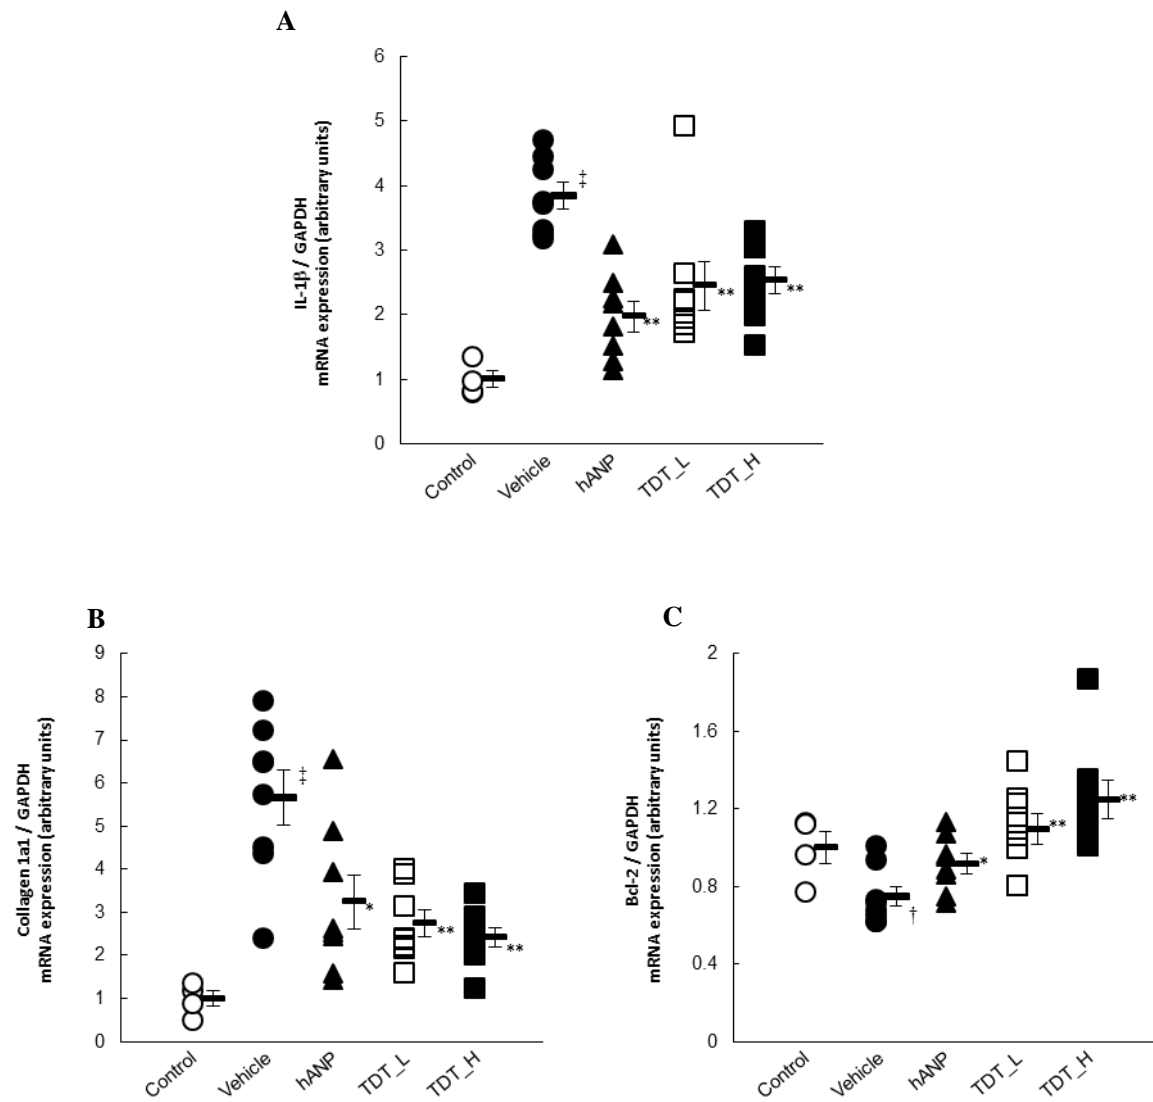 A
IL-1β / GAPDH
mRNA expression (arbitrary units)
6
5
4
3
2
1
0
‡
**
**
**
Control
Vehicle
hANP
TDT_L
TDT_H
B
Collagen 1a1 / GAPDH
mRNA expression (arbitrary units)
9
8
7
6
5
4
3
2
1
0
‡
*
**
**
Control
Vehicle
hANP
TDT_L
TDT_H
C
Bcl-2 / GAPDH
mRNA expression (arbitrary units)
2
1.6
1.2
0.8
0.4
0
†
*
**
**
Control
Vehicle
hANP
TDT_L
TDT_H